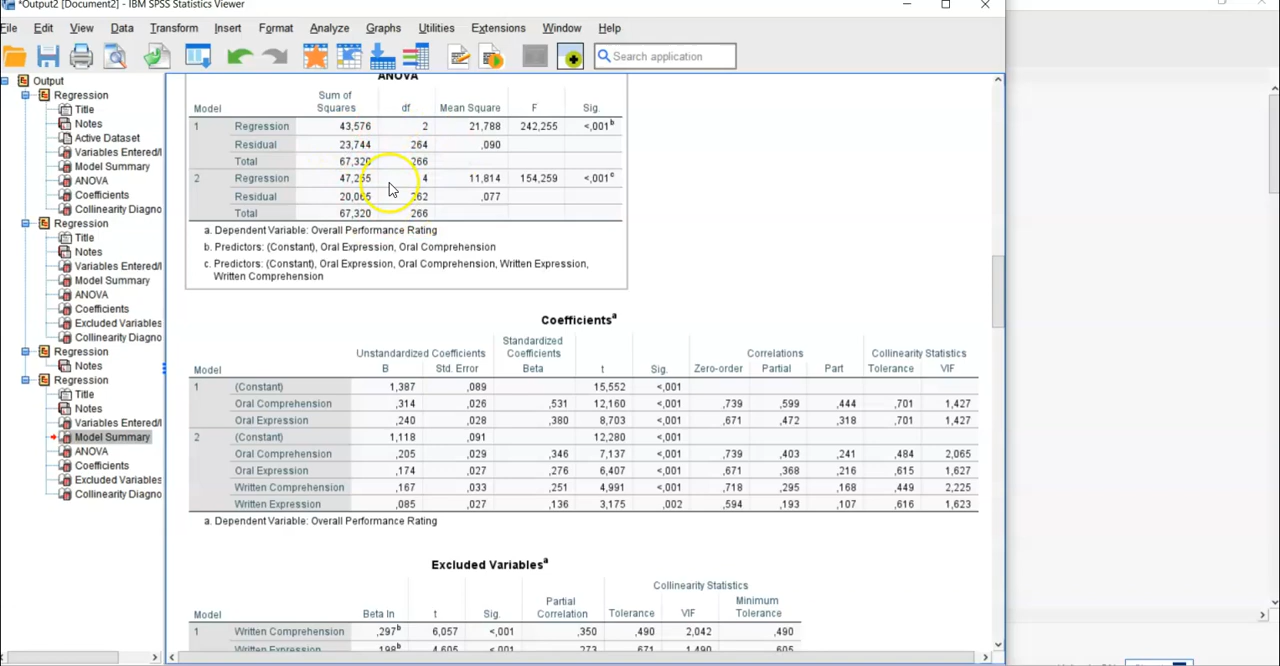 *Output2 [Document2] - IBM SPSS Statistics Viewer
File Edit View Data Transform Insert Format Analyze Graphs Utilities Extensions Window Help
Search application
Output
Regression
Title
Notes
Active Dataset
Variables Entered/
Model Summary
ANOVA
Coefficients
Collinearity Diagno
Regression
Title
Notes
Variables Entered/
Model Summary
ANOVA
Coefficients
Excluded Variables
Collinearity Diagno
Regression
Notes
Regression
Title
Notes
Variables Entered/
Model Summary
ANOVA
Coefficients
Excluded Variables
Collinearity Diagno
ANOVA
Model Sum of Squares df Mean Square F Sig.
1 Regression 43,576 2 21,788 242,255 <,001b
Residual 23,744 264 ,090
Total 67,320 266
2 Regression 47,255 4 11,814 154,259 <,001c
Residual 20,065 262 ,077
Total 67,320 266
a. Dependent Variable: Overall Performance Rating
b. Predictors: (Constant), Oral Expression, Oral Comprehension
c. Predictors: (Constant), Oral Expression, Oral Comprehension, Written Expression,
Written Comprehension
Coefficientsa
Unstandardized Coefficients Standardized Coefficients Correlations Collinearity Statistics
Model B Std. Error Beta t Sig. Zero-order Partial Part Tolerance VIF
1 (Constant) 1,387 ,089 15,552 <,001
Oral Comprehension ,314 ,026 ,531 12,160 <,001 ,739 ,599 ,444 ,701 1,427
Oral Expression ,240 ,028 ,380 8,703 <,001 ,671 ,472 ,318 ,701 1,427
2 (Constant) 1,118 ,091 12,280 <,001
Oral Comprehension ,205 ,029 ,346 7,137 <,001 ,739 ,403 ,241 ,484 2,065
Oral Expression ,174 ,027 ,276 6,407 <,001 ,671 ,368 ,216 ,615 1,627
Written Comprehension ,167 ,033 ,251 4,991 <,001 ,718 ,295 ,168 ,449 2,225
Written Expression ,085 ,027 ,136 3,175 ,002 ,594 ,193 ,107 ,616 1,623
a. Dependent Variable: Overall Performance Rating
Excluded Variablesa
Collinearity Statistics
Model Beta In t Sig. Partial Correlation Tolerance VIF Minimum Tolerance
1 Written Comprehension ,297b 6,057 <,001 ,350 ,490 2,042 ,490
Written Expression ,198b 4,605 <,001 ,273 ,671 1,490 ,605